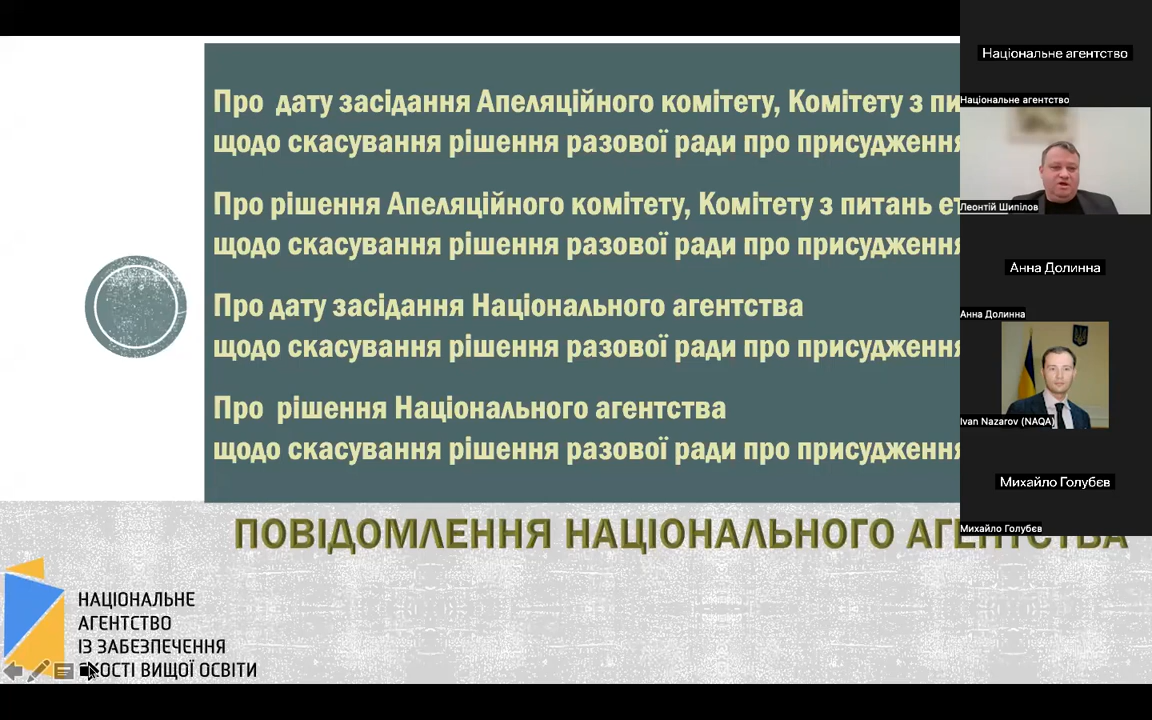 Про дату засідання Апеляційного комітету, Комітету з пи
щодо скасування рішення разової ради про присудження
Про рішення Апеляційного комітету, Комітету з питань ет
щодо скасування рішення разової ради про присудження
Про дату засідання Національного агентства
щодо скасування рішення разової ради про присудження
Про рішення Національного агентства
щодо скасування рішення разової ради про присудження
ПОВІДОМЛЕННЯ НАЦІОНАЛЬНОГО АГЕНТСТВА
НАЦІОНАЛЬНЕ
АГЕНТСТВО
ІЗ ЗАБЕЗПЕЧЕННЯ
ЯКОСТІ ВИЩОЇ ОСВІТИ
Національне агентство
Національне агентство
Леонтій Шипілов
Анна Долинна
Анна Долинна
Ivan Nazarov (NAQA)
Михайло Голубєв
Михайло Голубєв